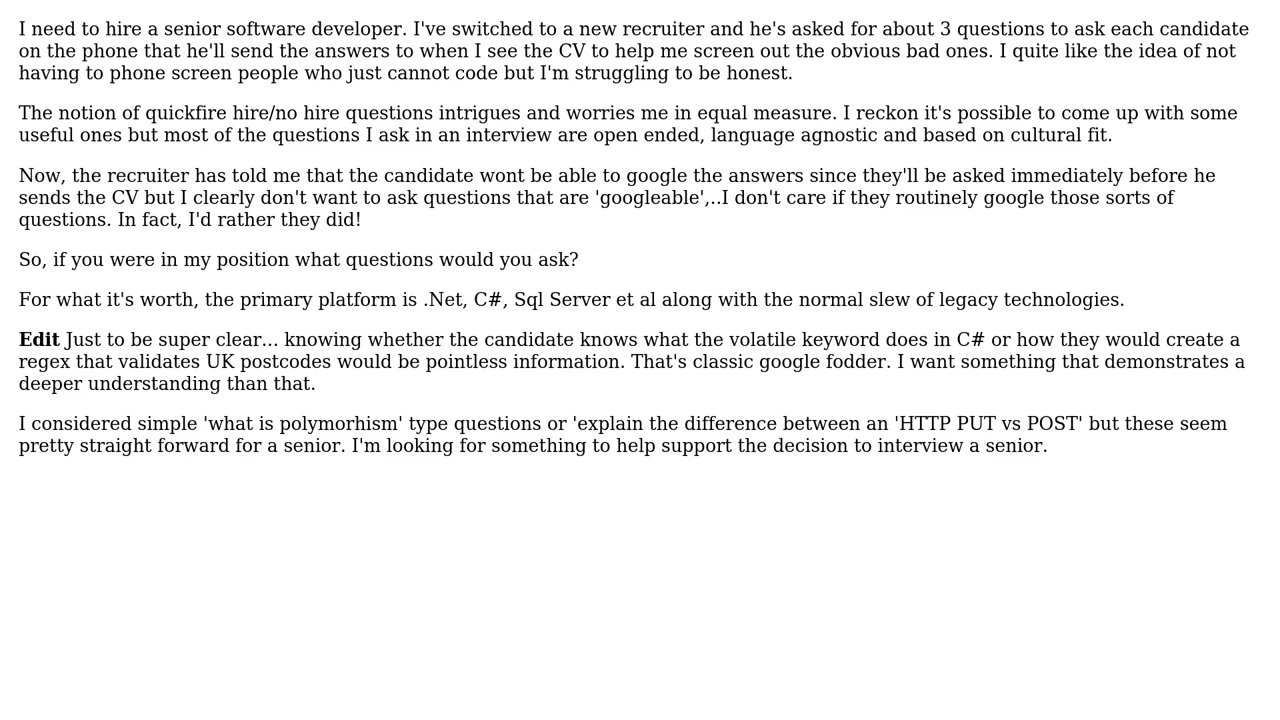 I need to hire a senior software developer. I've switched to a new recruiter and he's asked for about 3 questions to ask each candidate
on the phone that he'll send the answers to when I see the CV to help me screen out the obvious bad ones. I quite like the idea of not
having to phone screen people who just cannot code but I'm struggling to be honest.
The notion of quickfire hire/no hire questions intrigues and worries me in equal measure. I reckon it's possible to come up with some
useful ones but most of the questions I ask in an interview are open ended, language agnostic and based on cultural fit.
Now, the recruiter has told me that the candidate wont be able to google the answers since they'll be asked immediately before he
sends the CV but I clearly don't want to ask questions that are 'googleable',..I don't care if they routinely google those sorts of
questions. In fact, I'd rather they did!
So, if you were in my position what questions would you ask?
For what it's worth, the primary platform is .Net, C#, Sql Server et al along with the normal slew of legacy technologies.
Edit Just to be super clear... knowing whether the candidate knows what the volatile keyword does in C# or how they would create a
regex that validates UK postcodes would be pointless information. That's classic google fodder. I want something that demonstrates a
deeper understanding than that.
I considered simple 'what is polymorhism' type questions or 'explain the difference between an 'HTTP PUT vs POST' but these seem
pretty straight forward for a senior. I'm looking for something to help support the decision to interview a senior.